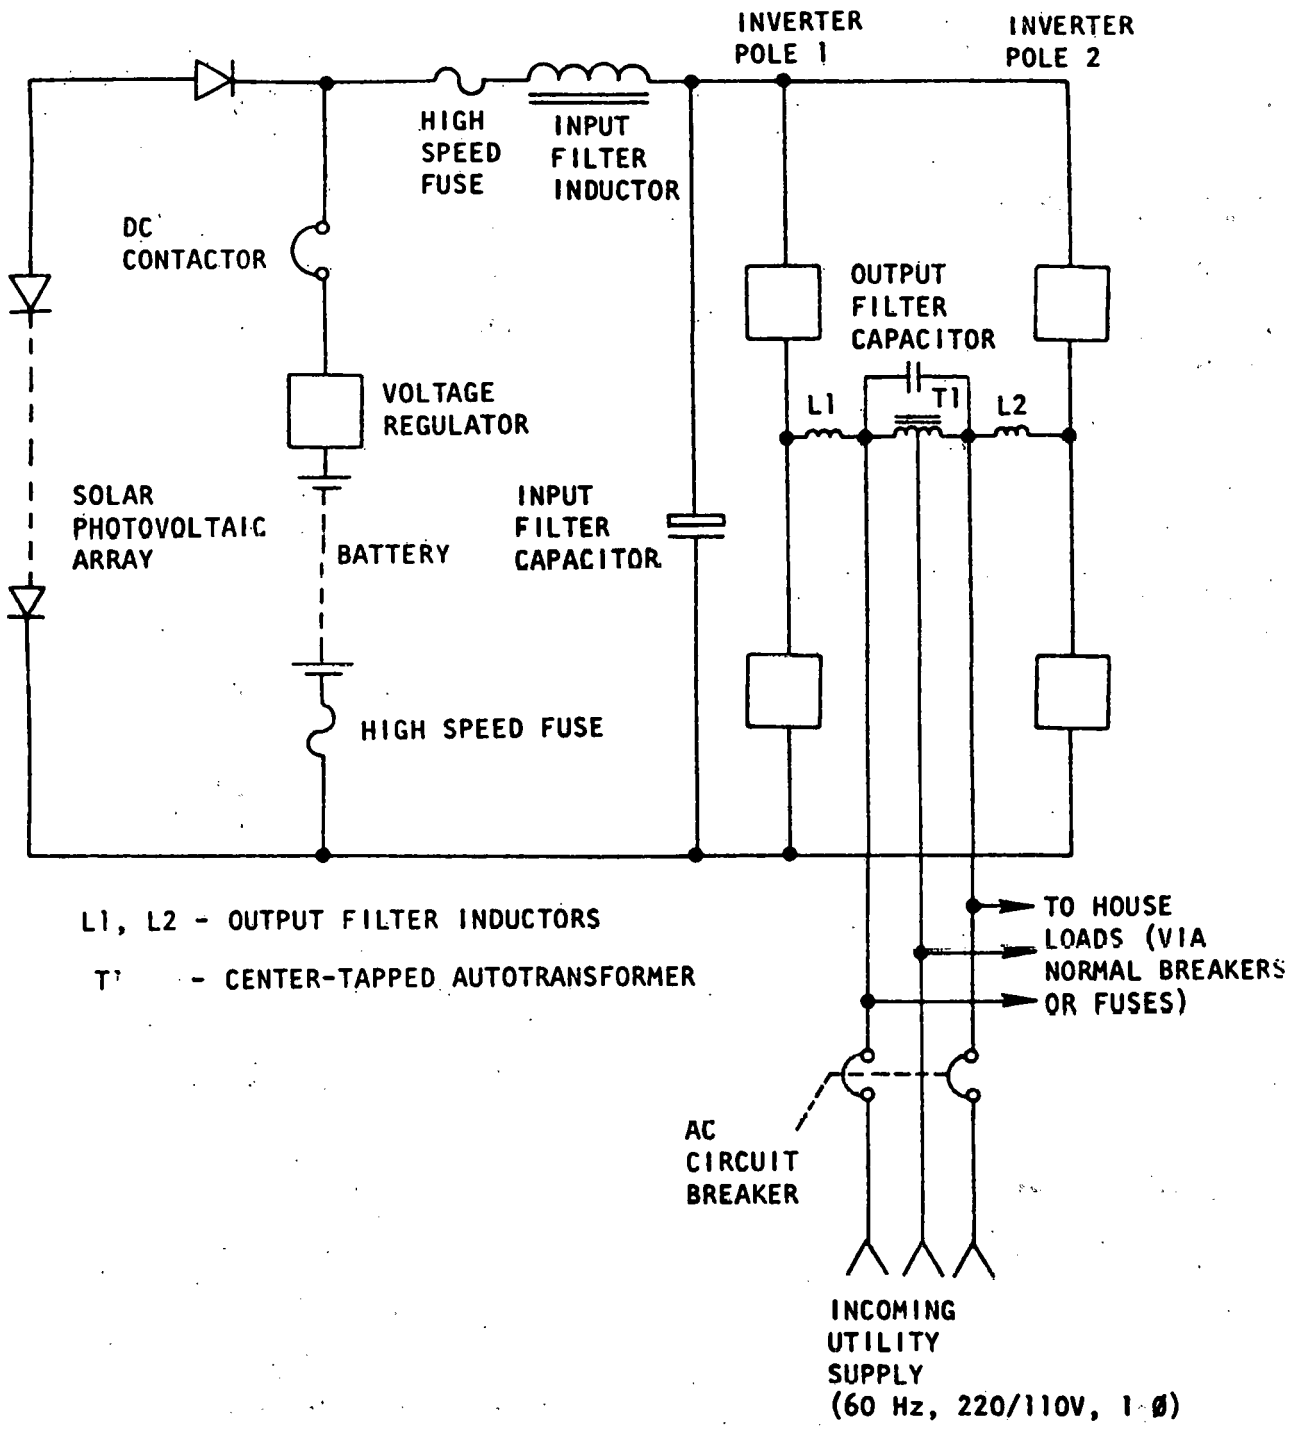 INVERTER
POLE 1
INVERTER
POLE 2
HIGH
SPEED
FUSE
INPUT
FILTER
INDUCTOR
DC
CONTACTOR
OUTPUT
FILTER
CAPACITOR
VOLTAGE
REGULATOR
L1
T1
L2
SOLAR
PHOTOVOLTAIC
ARRAY
BATTERY
INPUT
FILTER
CAPACITOR
HIGH SPEED FUSE
L1, L2 - OUTPUT FILTER INDUCTORS
T1 - CENTER-TAPPED AUTOTRANSFORMER
TO HOUSE
LOADS (VIA
NORMAL BREAKERS
OR FUSES)
AC
CIRCUIT
BREAKER
INCOMING
UTILITY
SUPPLY
(60 Hz, 220/110V, 1 Ø)